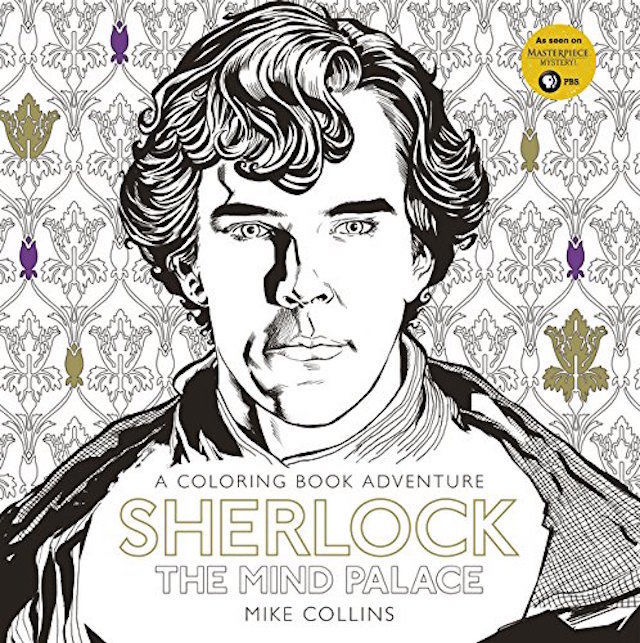 As seen on
MASTERPIECE
MYSTERY!
PBS
A COLORING BOOK ADVENTURE
SHERLOCK
THE MIND PALACE
MIKE COLLINS